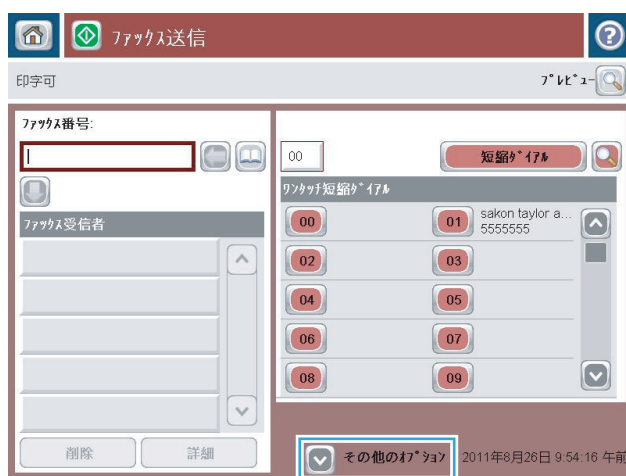 ﾌｧｯｸｽ送信
印字可
ﾌﾟﾚﾋﾞｭｰ
ﾌｧｯｸｽ番号:
00
短縮ﾀﾞｲｱﾙ
ﾜﾝﾀｯﾁ短縮ﾀﾞｲｱﾙ
ﾌｧｯｸｽ受信者
00
01
sakon taylor a...
5555555
02
03
04
05
06
07
08
09
削除
詳細
その他のｵﾌﾟｼｮﾝ
2011年8月26日 9:54:16 午前